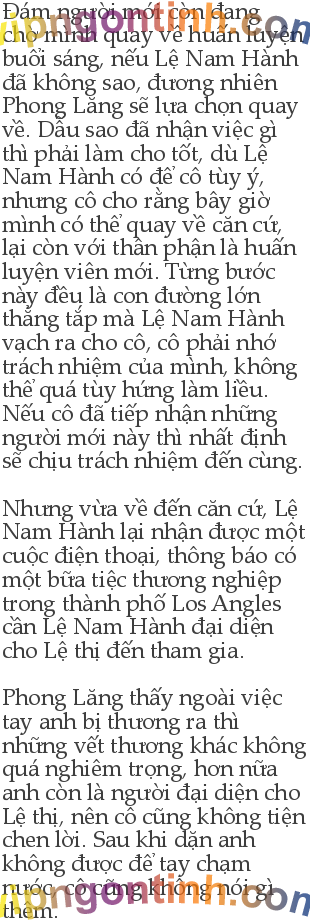 Đám người mới còn đang
chờ mình quay về huấn luyện
buổi sáng, nếu Lệ Nam Hành
đã không sao, đương nhiên
Phong Lăng sẽ lựa chọn quay
về. Dẫu sao đã nhận việc gì
thì phải làm cho tốt, dù Lệ
Nam Hành có để cô tùy ý,
nhưng cô cho rằng bây giờ
mình có thể quay về căn cứ,
lại còn với thân phận là huấn
luyện viên mới. Từng bước
này đều là con đường lớn
thẳng tắp mà Lệ Nam Hành
vạch ra cho cô, cô phải nhớ
trách nhiệm của mình, không
thể quá tùy hứng làm liều.
Nếu cô đã tiếp nhận những
người mới này thì nhất định
sẽ chịu trách nhiệm đến cùng.

Nhưng vừa về đến căn cứ, Lệ
Nam Hành lại nhận được một
cuộc điện thoại, thông báo có
một bữa tiệc thương nghiệp
trong thành phố Los Angles
cần Lệ Nam Hành đại diện
cho Lệ thị đến tham gia.

Phong Lăng thấy ngoài việc
tay anh bị thương ra thì
những vết thương khác không
quá nghiêm trọng, hơn nữa
anh còn là người đại diện cho
Lệ thị, nên cô cũng không tiện
chen lời. Sau khi dặn anh
không được để tay chạm
nước, cô cũng không nói gì
thêm.
vipngontinh.com
vipngontinh.com